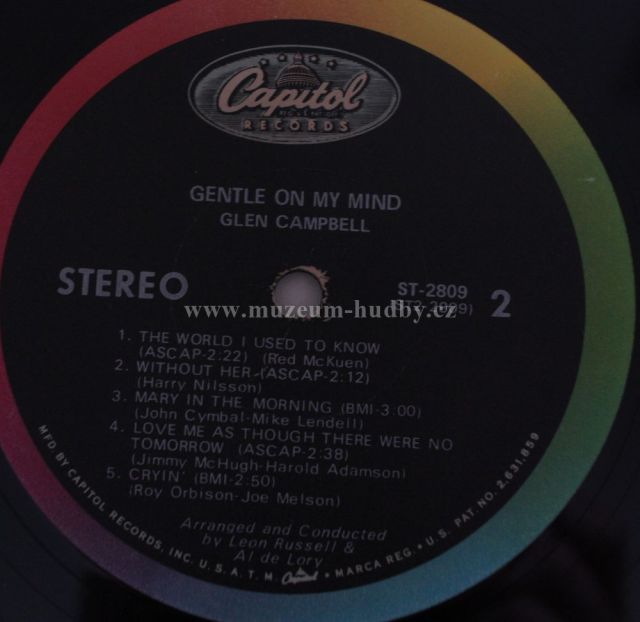 Capitol
RECORDS
GENTLE ON MY MIND
GLEN CAMPBELL
STEREO
ST-2809
2
www.muzeum-hudby.cz
1. THE WORLD I USED TO KNOW
(ASCAP-2:22) (Red McKuen)
2. WITHOUT HER-(ASCAP-2:12)
(Harry Nilsson)
3. MARY IN THE MORNING (BMI-3:00)
(John Cymbal-Mike Lendell)
4. LOVE ME AS THOUGH THERE WERE NO
TOMORROW (ASCAP-2:38)
(Jimmy McHugh-Harold Adamson)
5. CRYIN' (BMI-2:50)
(Roy Orbison-Joe Melson)
Arranged and Conducted
by Leon Russell &
Al de Lory
MFD BY CAPITOL RECORDS, INC. U.S.A. T.M. Capitol • MARCA REG. • U.S. PAT NO. 2,631,859